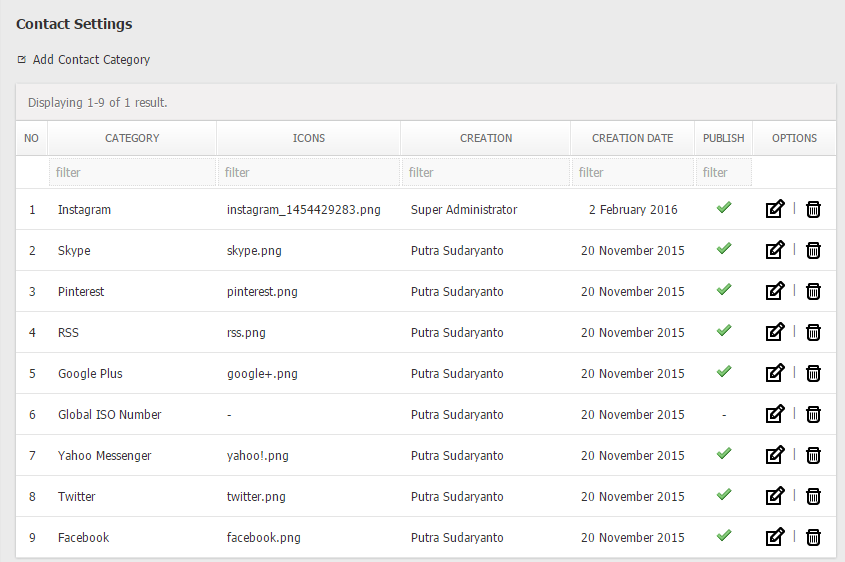 Contact Settings
Add Contact Category
Displaying 1-9 of 1 result.
NO CATEGORY ICONS CREATION CREATION DATE PUBLISH OPTIONS
filter filter filter filter filter
1 Instagram instagram_1454429283.png Super Administrator 2 February 2016 |
2 Skype skype.png Putra Sudaryanto 20 November 2015 |
3 Pinterest pinterest.png Putra Sudaryanto 20 November 2015 |
4 RSS rss.png Putra Sudaryanto 20 November 2015 |
5 Google Plus google+.png Putra Sudaryanto 20 November 2015 |
6 Global ISO Number - Putra Sudaryanto 20 November 2015 - |
7 Yahoo Messenger yahoo!.png Putra Sudaryanto 20 November 2015 |
8 Twitter twitter.png Putra Sudaryanto 20 November 2015 |
9 Facebook facebook.png Putra Sudaryanto 20 November 2015 |